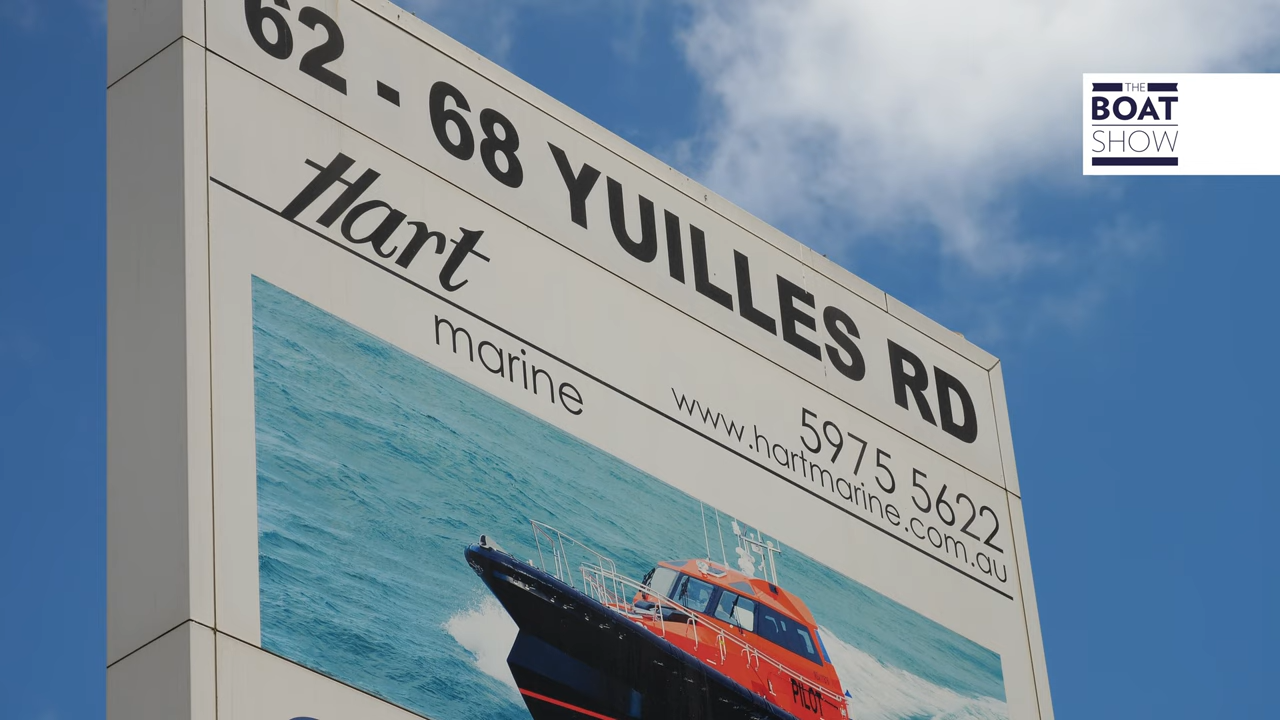 62 - 68 YUILLES RD
Hart
marine
5975 5622
www.hartmarine.com.au
PILOT
THE
BOAT
SHOW